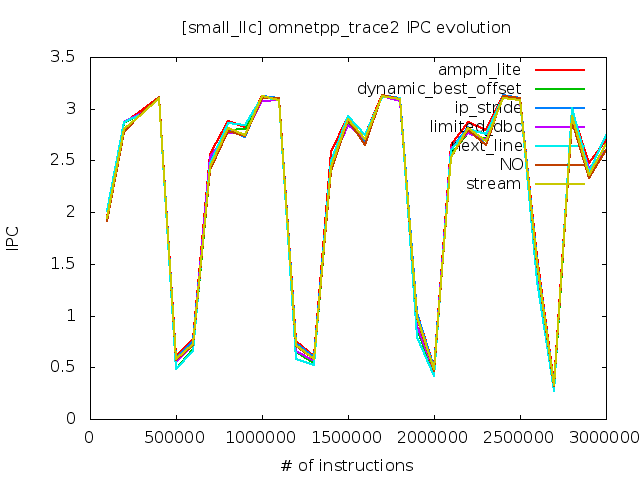 [small_llc] omnetpp_trace2 IPC evolution
3.5
3
2.5
2
1.5
1
0.5
0
IPC
ampm_lite
dynamic_best_offset
ip_stride
limited_dbo
next_line
NO
stream
0
500000
1000000
1500000
2000000
2500000
3000000
# of instructions